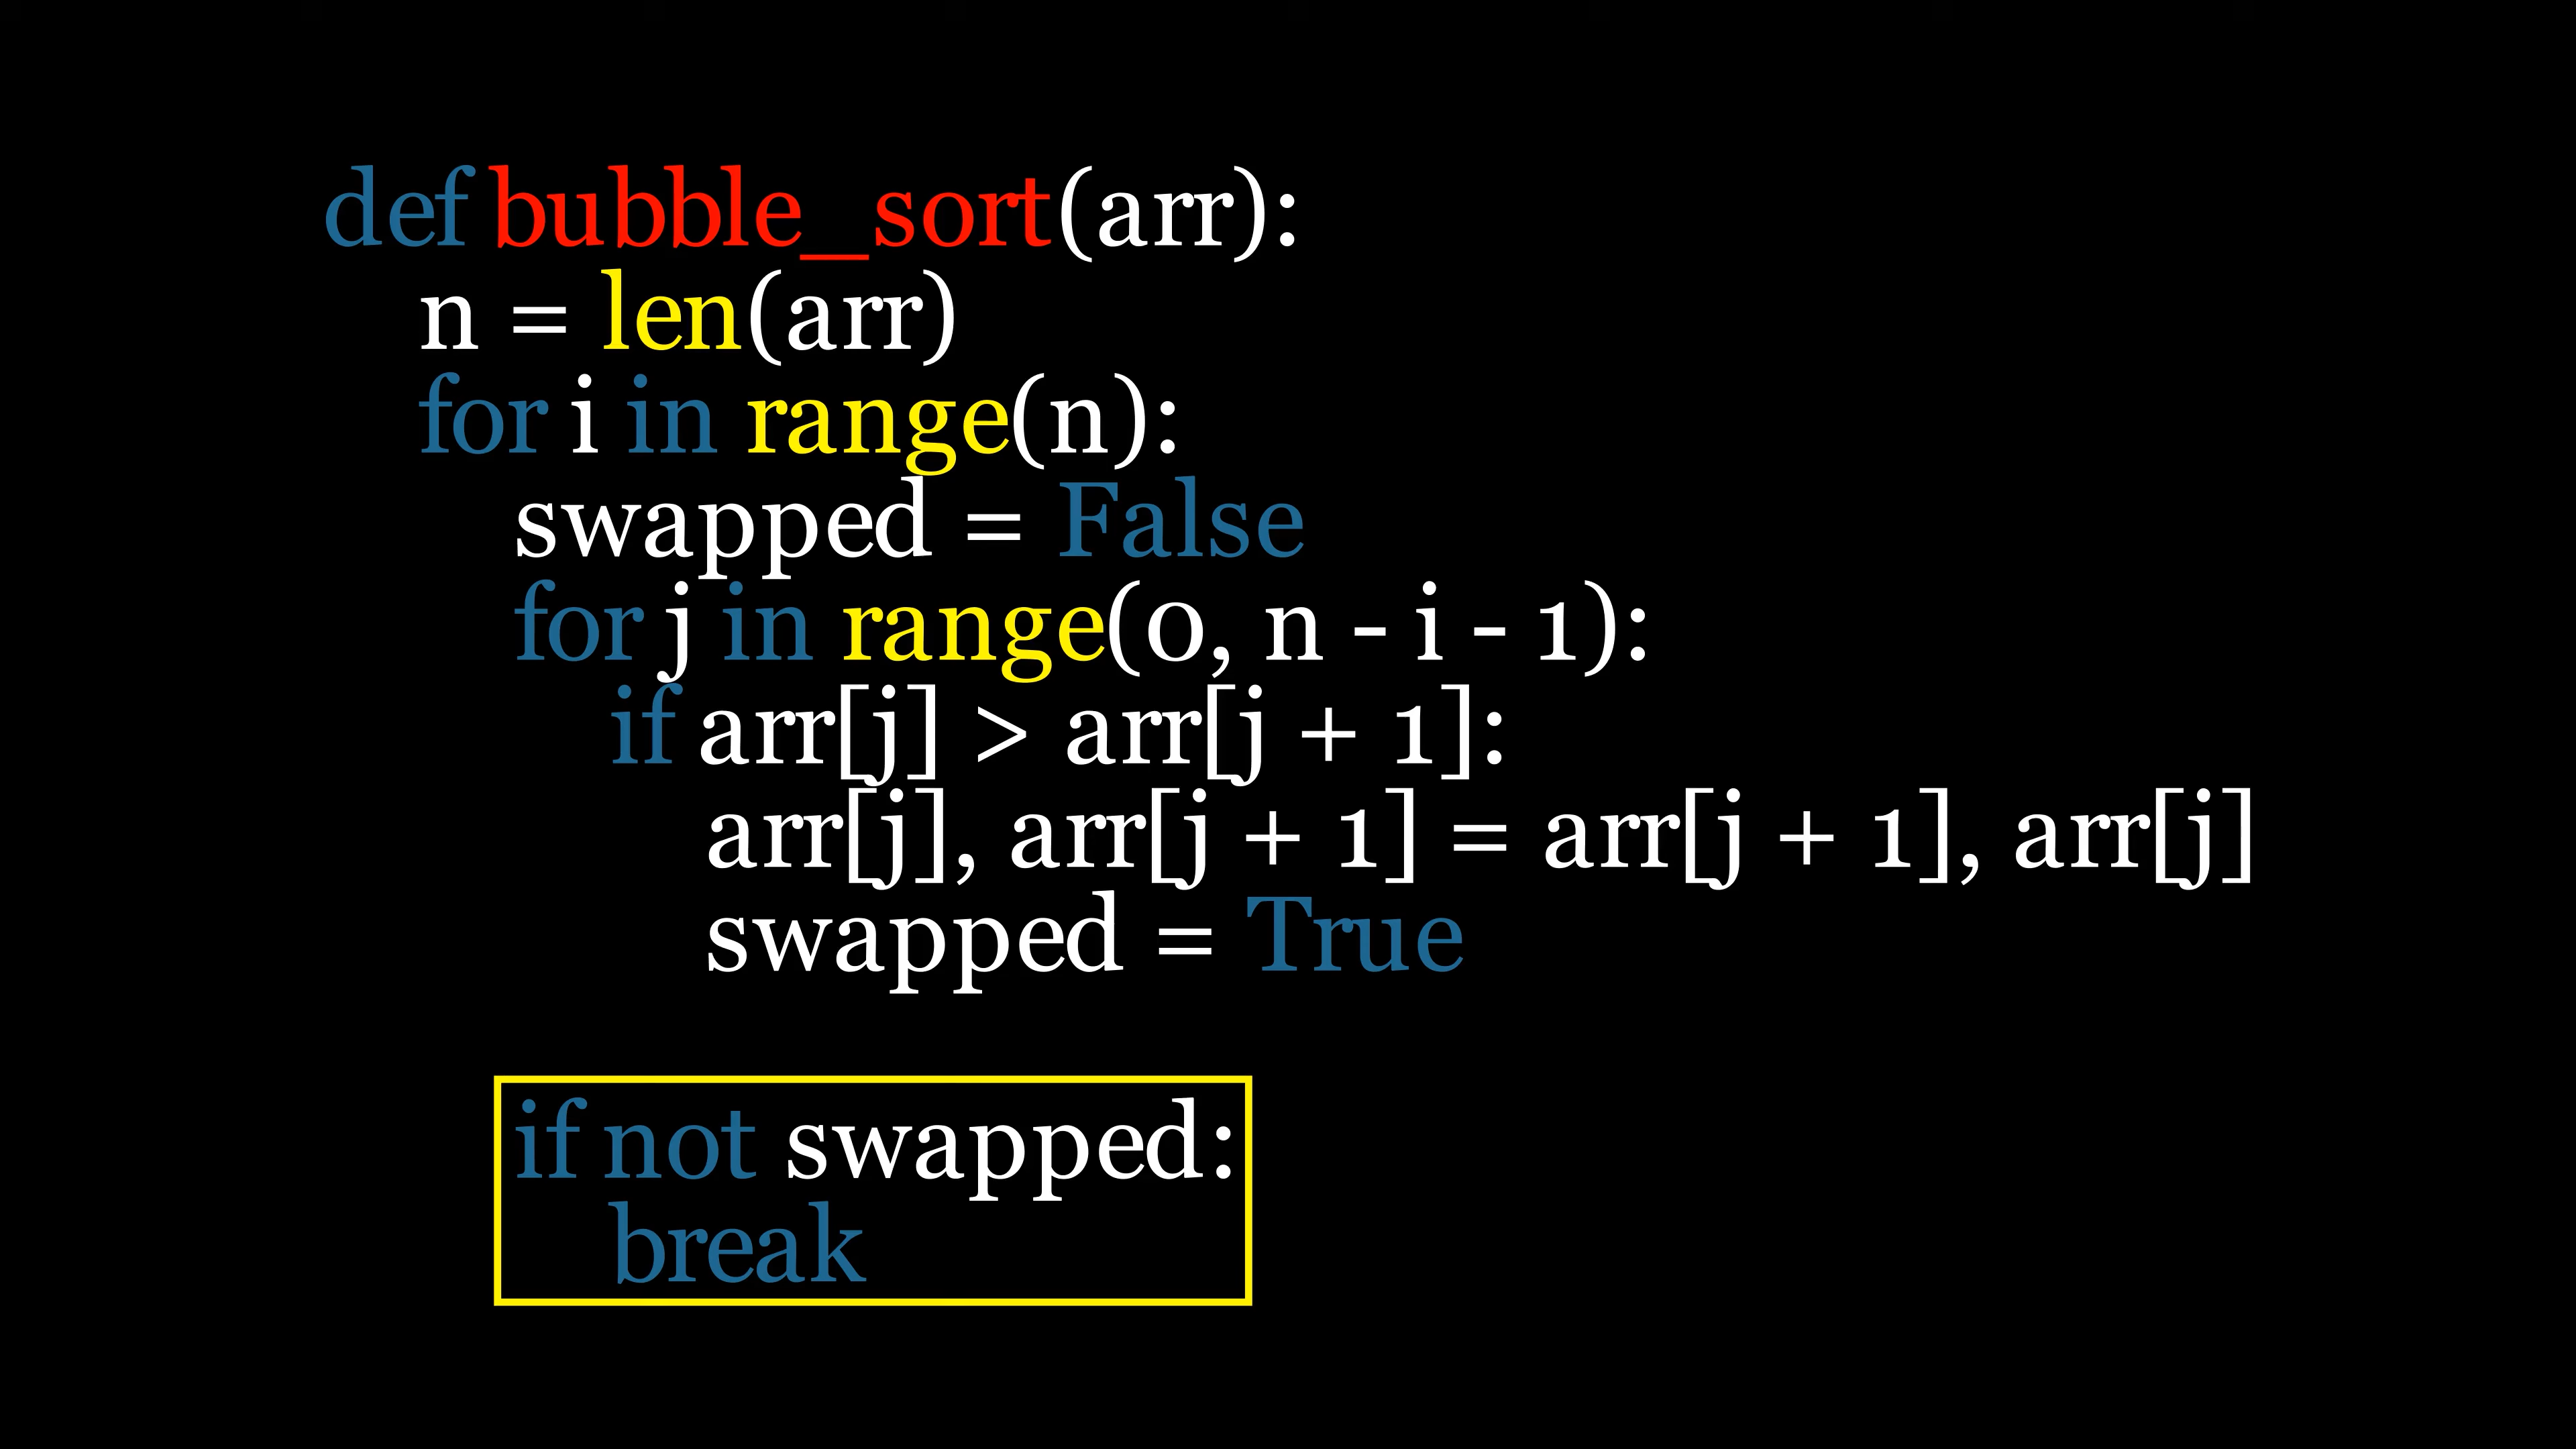 def bubble_sort(arr):
    n = len(arr)
    for i in range(n):
        swapped = False
        for j in range(0, n - i - 1):
            if arr[j] > arr[j + 1]:
                arr[j], arr[j + 1] = arr[j + 1], arr[j]
                swapped = True
        if not swapped:
            break